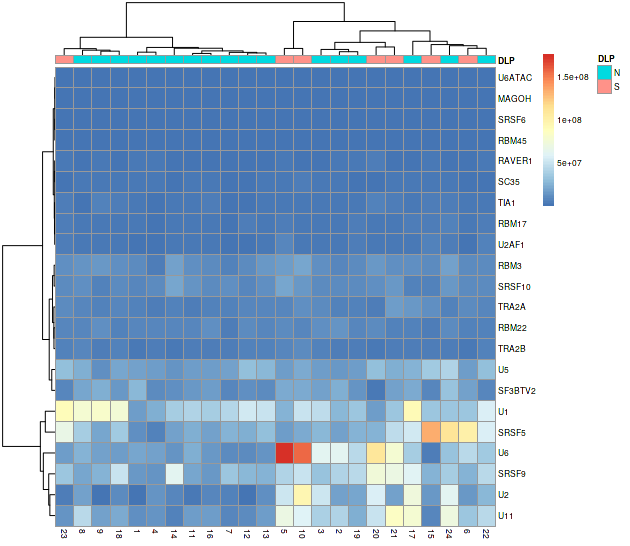 DLP
U6ATAC
MAGOH
SRSF6
RBM45
RAVER1
SC35
TIA1
RBM17
U2AF1
RBM3
SRSF10
TRA2A
RBM22
TRA2B
U5
SF3BTV2
U1
SRSF5
U6
SRSF9
U2
U11
23 8 9 18 1 4 14 11 16 7 12 13 5 10 3 2 19 20 21 17 15 24 6 22
1.5e+08
1e+08
5e+07
DLP
N
S